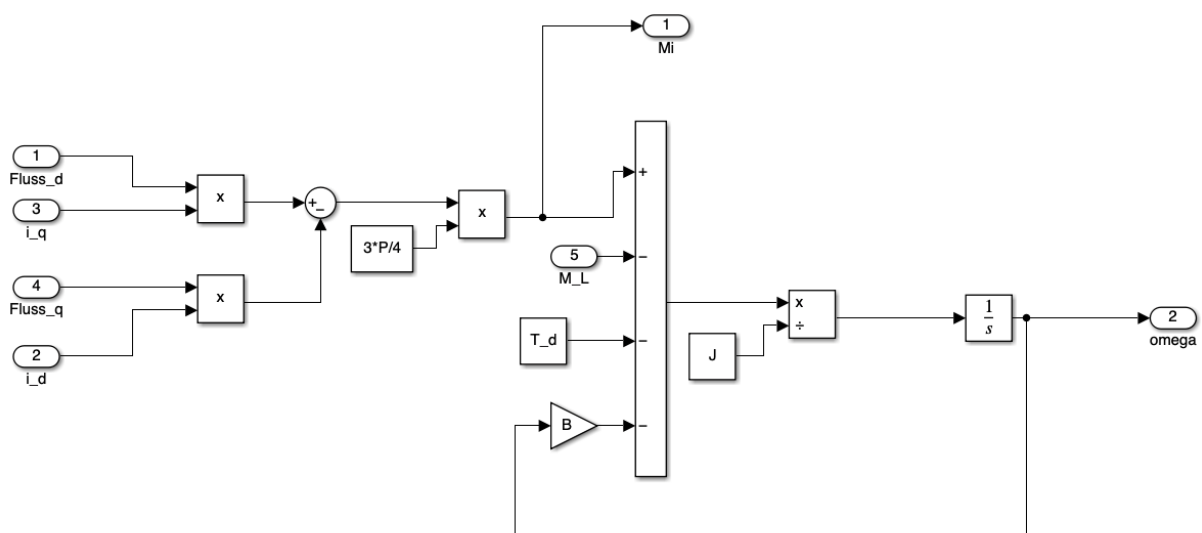 1
Mi
1
Fluss_d
3
i_q
x
+
−
3*P/4
x
4
Fluss_q
2
i_d
x
+
5
M_L
−
T_d
−
B
−
J
x
÷
1
s
2
omega